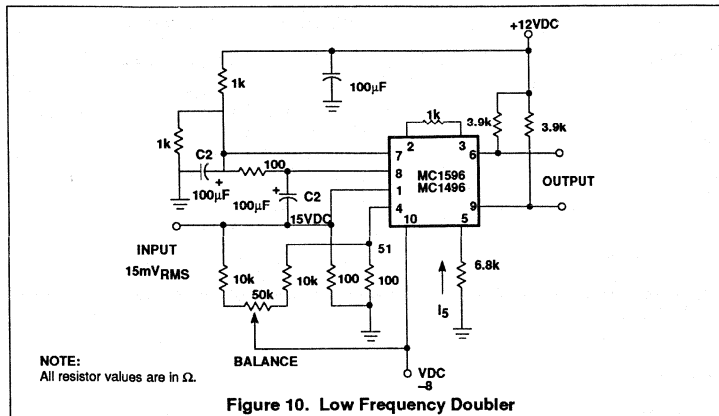 +12VDC
1k
100µF
1k
3.9k
3.9k
1k
C2
100
2
3
7
6
8
MC1596
MC1496
1
4
10
9
5
OUTPUT
100µF
100µF
C2
15VDC
INPUT
15mVRMS
51
10k
10k
100
100
6.8k
50k
I5
BALANCE
NOTE:
All resistor values are in Ω.
VDC
–8
Figure 10. Low Frequency Doubler